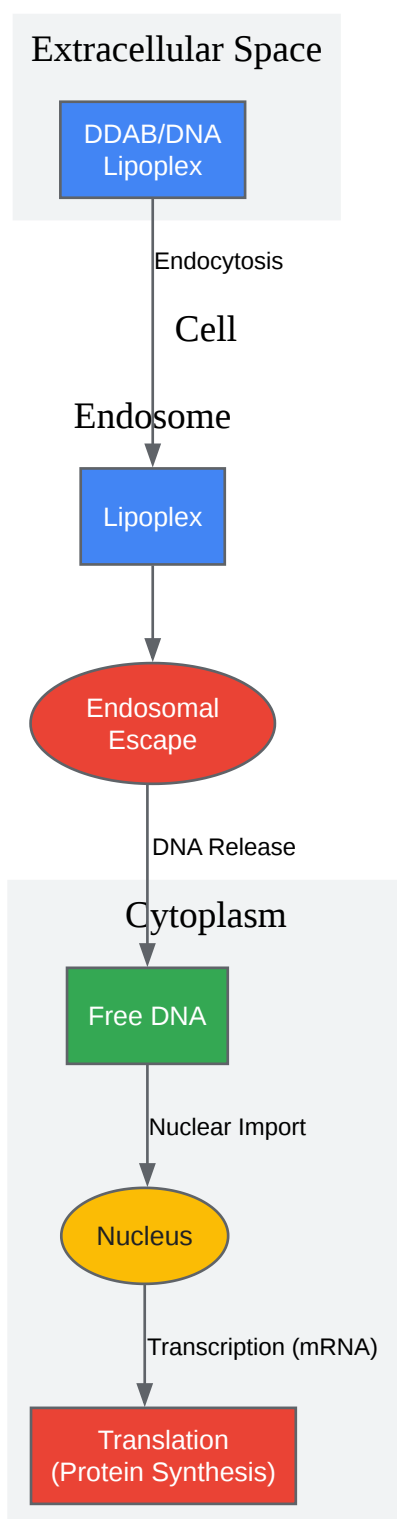 Extracellular Space
DDAB/DNA
Lipoplex
Endocytosis
Cell
Endosome
Lipoplex
Endosomal
Escape
DNA Release
Cytoplasm
Free DNA
Nuclear Import
Nucleus
Transcription (mRNA)
Translation
(Protein Synthesis)